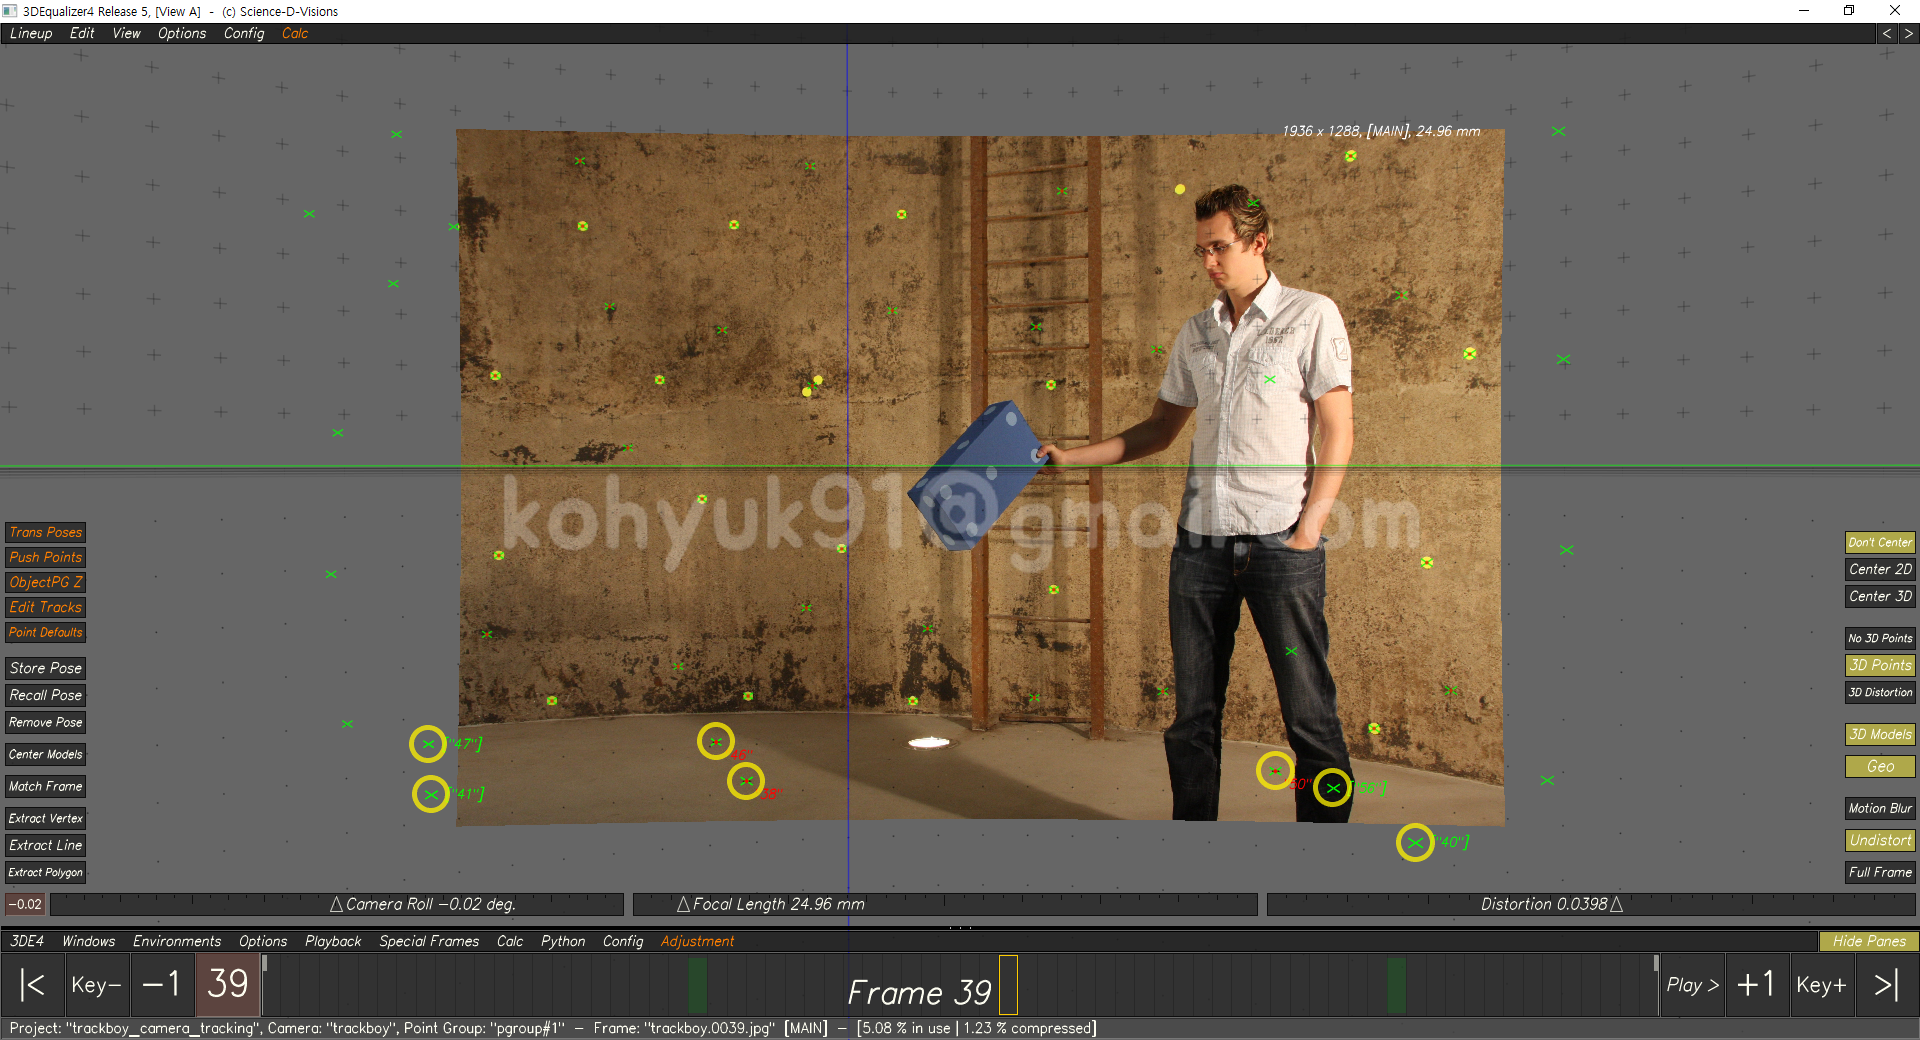 3DEqualizer4 Release 5, [View A]  -  (c) Science-D-Visions
Lineup Edit View Options Config Calc < >
1936 x 1288, [MAIN], 24.96 mm
kohyuk91@gmail.com
Trans Poses
Push Points
ObjectPG Z
Edit Tracks
Point Defaults
Store Pose
Recall Pose
Remove Pose
Center Models
Match Frame
Extract Vertex
Extract Line
Extract Polygon
Don't Center
Center 2D
Center 3D
No 3D Points
3D Points
3D Distortion
3D Models
Geo
Motion Blur
Undistort
Full Frame
["47"]
["41"]
46"
38"
50"
["40"]
-0.02 Camera Roll -0.02 deg. Focal Length 24.96 mm Distortion 0.0398
3DE4 Windows Environments Options Playback Special Frames Calc Python Config Adjustment Hide Panes
|< Key- -1 39 Frame 39 Play > +1 Key+ >|
Project: "trackboy_camera_tracking", Camera: "trackboy", Point Group: "pgroup#1" - Frame: "trackboy.0039.jpg" [MAIN] - [5.08 % in use | 1.23 % compressed]